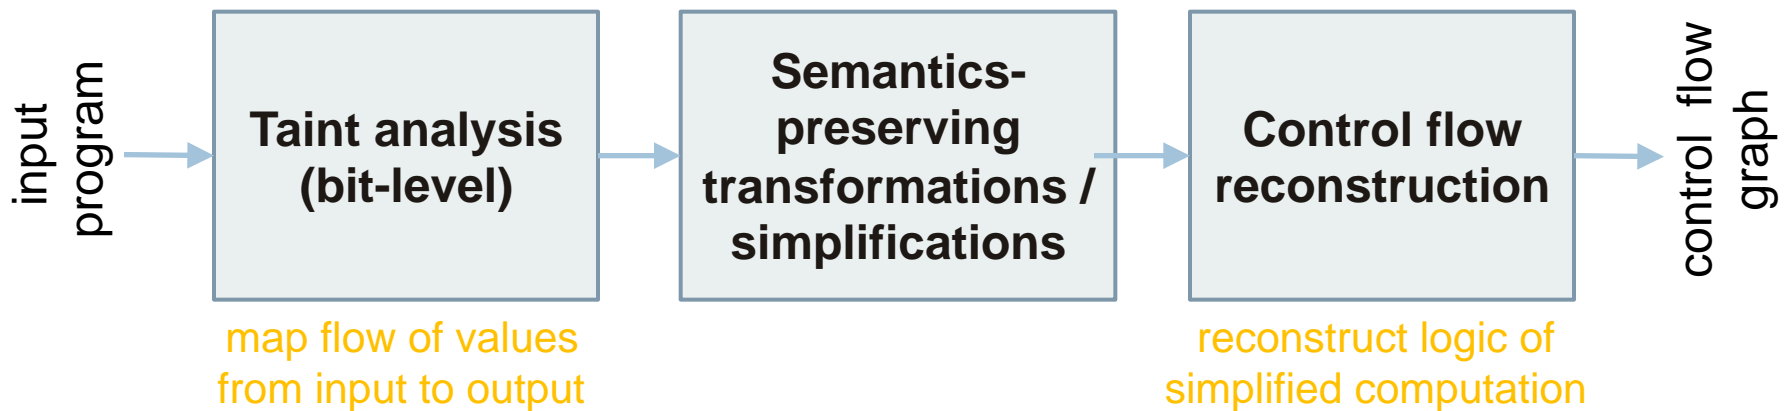 input
program
Taint analysis
(bit-level)
Semantics-
preserving
transformations /
simplifications
Control flow
reconstruction
control flow
graph
map flow of values
from input to output
reconstruct logic of
simplified computation